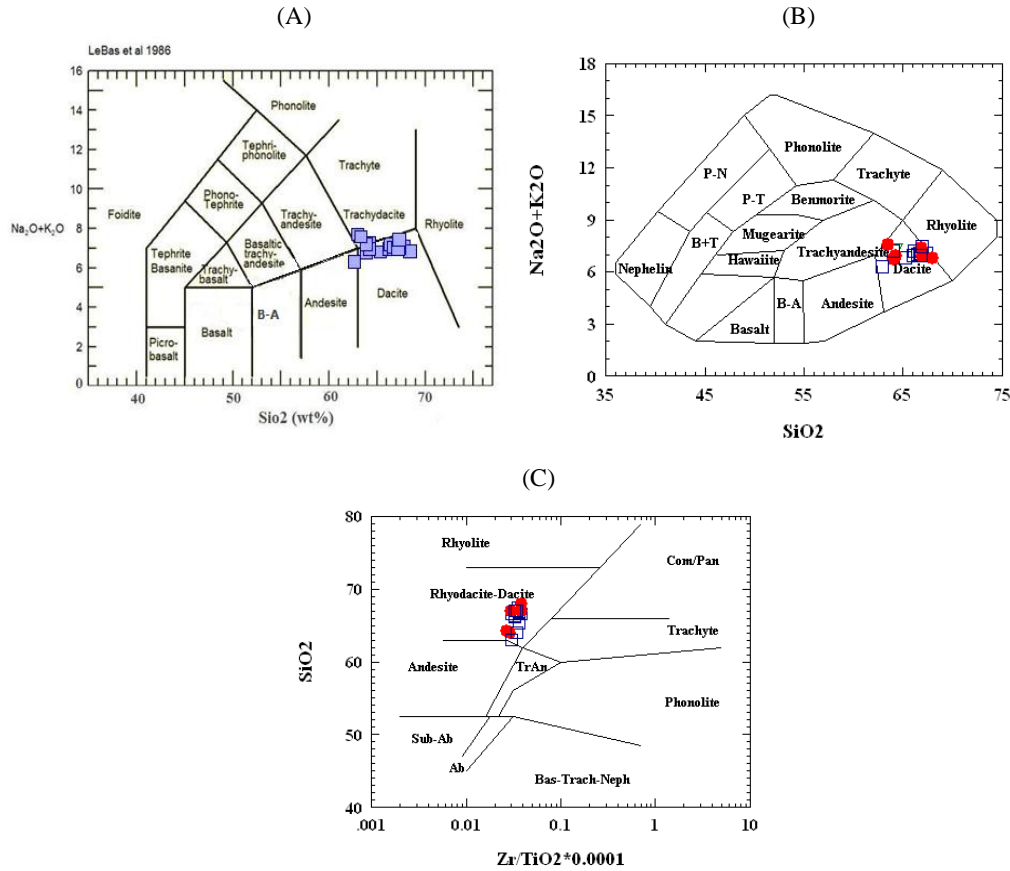 (A)
(B)
LeBas et al 1986
16
14
12
10
8
6
4
2
0
Na2O+K2O
Foidite
Phonolite
Tephri-
phonolite
Trachyte
Phono-
Tephrite
Trachy-
andesite
Trachydacite
Rhyolite
Tephrite
Basanite
Basaltic
trachy-
andesite
Trachy-
basalt
B-A
Andesite
Dacite
Basalt
Picro-
basalt
40
50
60
70
Sio2 (wt%)
18
15
12
9
6
3
0
Na2O+K2O
Phonolite
P-N
Trachyte
P-T
Benmorite
Rhyolite
B+T
Mugearite
Trachyandesite
Hawaiite
Nephelin
Dacite
B-A
Andesite
Basalt
35
45
55
65
75
SiO2
(C)
80
70
60
50
40
SiO2
Rhyolite
Com/Pan
Rhyodacite-Dacite
Trachyte
Andesite
TrAn
Phonolite
Sub-Ab
Ab
Bas-Trach-Neph
.001
0.01
0.1
1
10
Zr/TiO2*0.0001